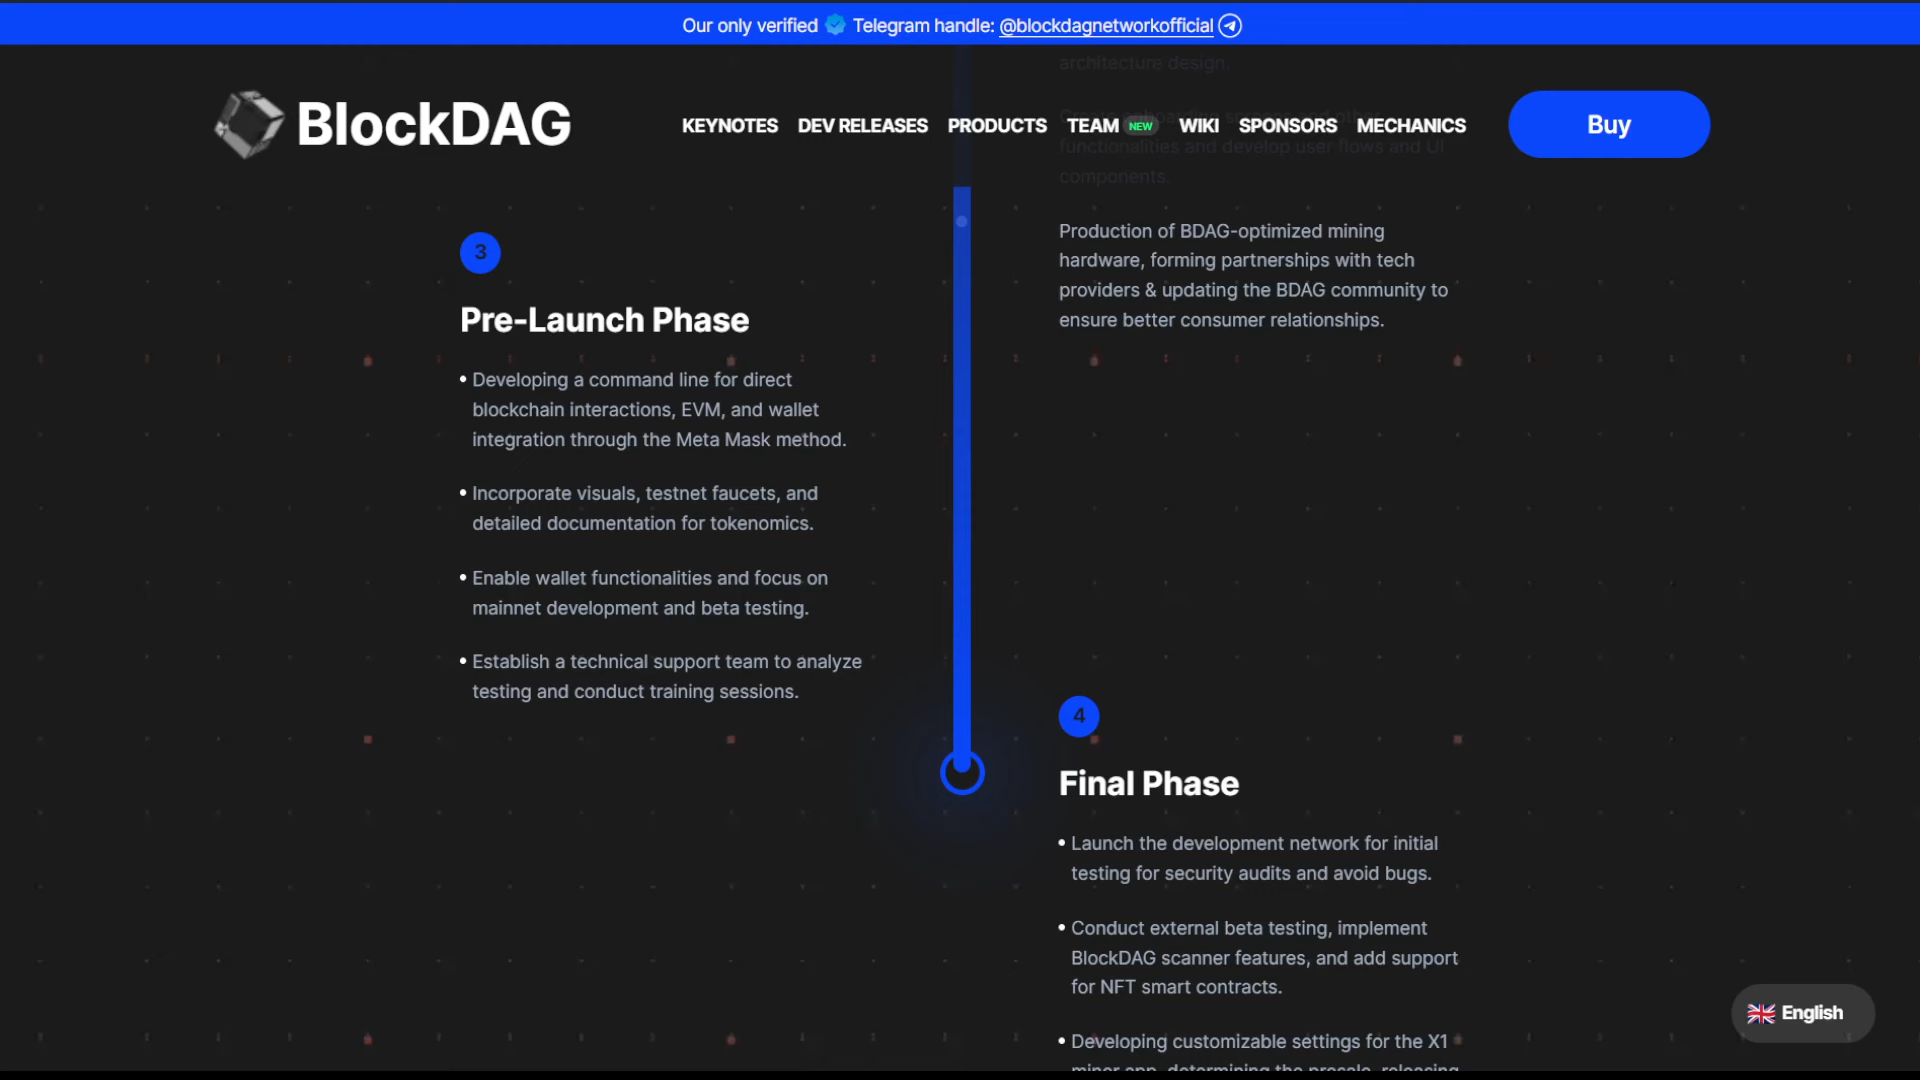 Our only verified Telegram handle: @blockdagnetworkofficial
BlockDAG
KEYNOTES DEV RELEASES PRODUCTS TEAM NEW WIKI SPONSORS MECHANICS
Buy
architecture design.
functionalities and develop user flows and UI
components.
Production of BDAG-optimized mining
hardware, forming partnerships with tech
providers & updating the BDAG community to
ensure better consumer relationships.
3
Pre-Launch Phase
• Developing a command line for direct
blockchain interactions, EVM, and wallet
integration through the Meta Mask method.
• Incorporate visuals, testnet faucets, and
detailed documentation for tokenomics.
• Enable wallet functionalities and focus on
mainnet development and beta testing.
• Establish a technical support team to analyze
testing and conduct training sessions.
4
Final Phase
• Launch the development network for initial
testing for security audits and avoid bugs.
• Conduct external beta testing, implement
BlockDAG scanner features, and add support
for NFT smart contracts.
• Developing customizable settings for the X1
miner app, determining the presale, releasing
English